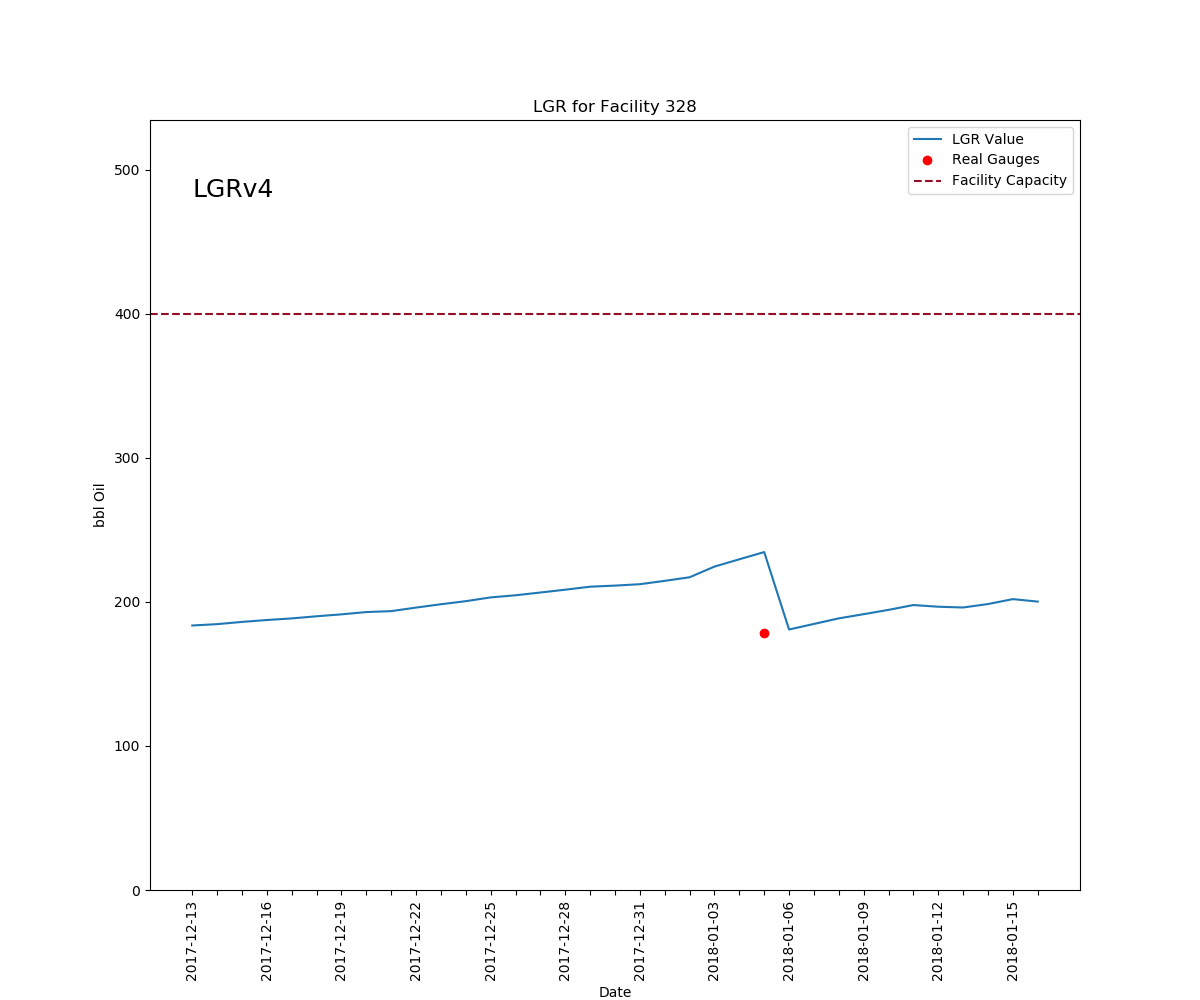 LGR for Facility 328
LGR Value
Real Gauges
Facility Capacity
LGRv4
500
400
300
200
100
0
bbl Oil
2017-12-13
2017-12-16
2017-12-19
2017-12-22
2017-12-25
2017-12-28
2017-12-31
2018-01-03
2018-01-06
2018-01-09
2018-01-12
2018-01-15
Date